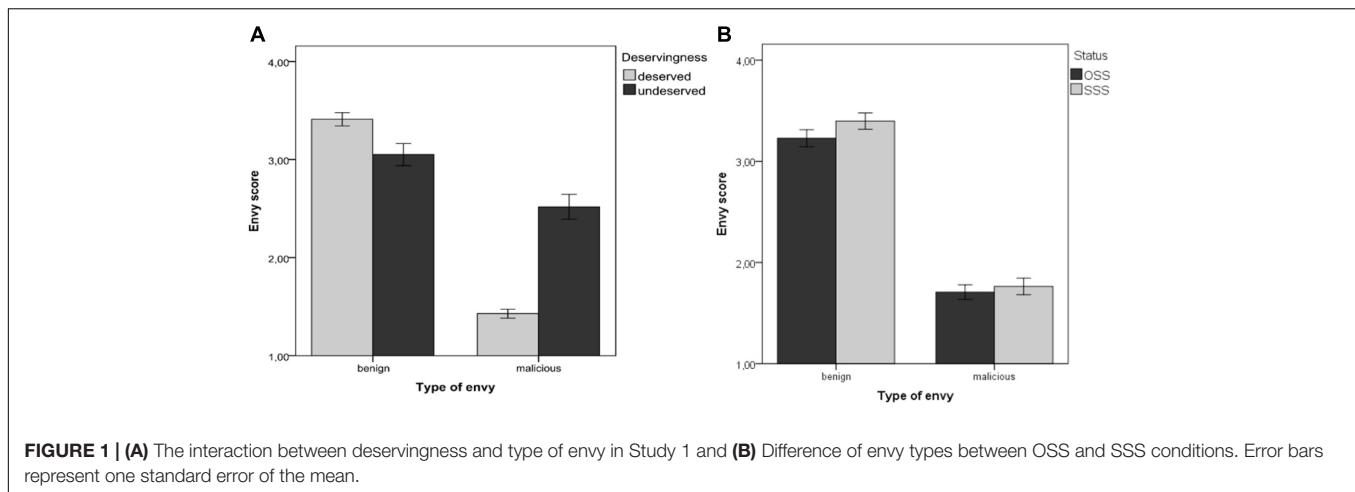 A
Deservingness
deserved
undeserved
4,00
3,00
2,00
1,00
Envy score
benign
malicious
Type of envy
B
Status
OSS
SSS
4,00
3,00
2,00
1,00
Envy score
benign
malicious
Type of envy
FIGURE 1 | (A) The interaction between deservingness and type of envy in Study 1 and (B) Difference of envy types between OSS and SSS conditions. Error bars
represent one standard error of the mean.